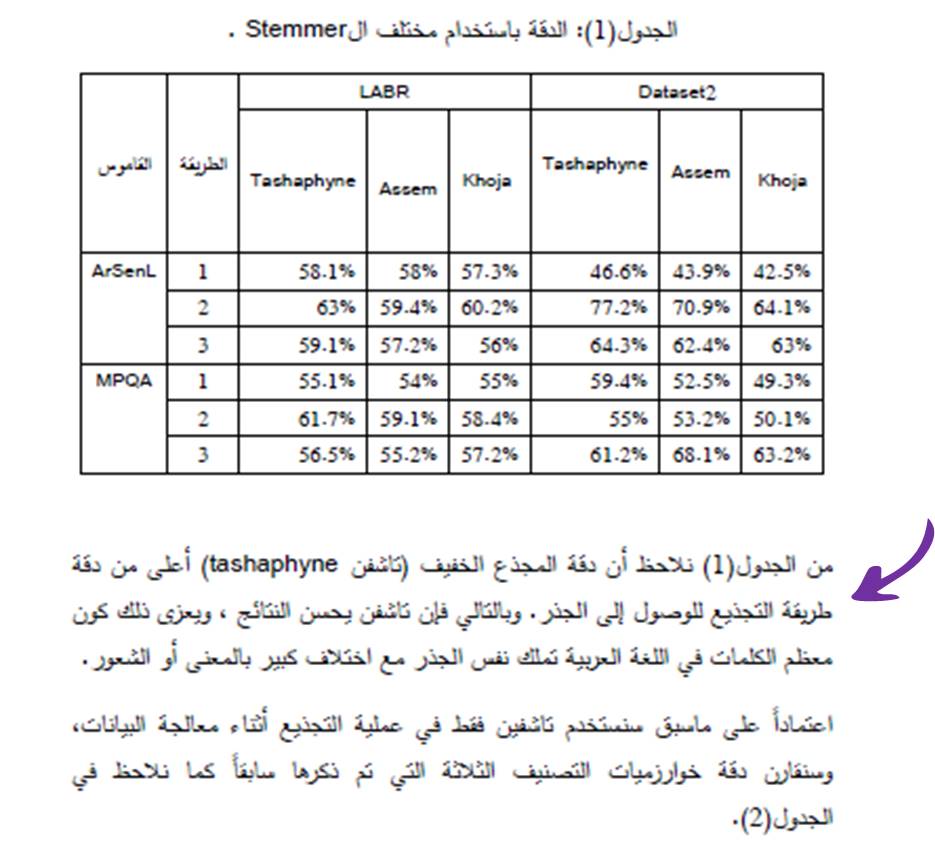 الجدول(1): الدقة باستخدام مختلف الStemmer .
القاموس الطريقة LABR Dataset2
Tashaphyne Assem Khoja Tashaphyne Assem Khoja
ArSenL 1 58.1% 58% 57.3% 46.6% 43.9% 42.5%
2 63% 59.4% 60.2% 77.2% 70.9% 64.1%
3 59.1% 57.2% 56% 64.3% 62.4% 63%
MPQA 1 55.1% 54% 55% 59.4% 52.5% 49.3%
2 61.7% 59.1% 58.4% 55% 53.2% 50.1%
3 56.5% 55.2% 57.2% 61.2% 68.1% 63.2%
من الجدول(1) نلاحظ أن دقة المجذع الخفيف (تاشفن tashaphyne) أعلى من دقة
طريقة التجذيع للوصول إلى الجذر. وبالتالي فإن تاشفن يحسن النتائج ، ويعزى ذلك كون
معظم الكلمات في اللغة العربية تملك نفس الجذر مع اختلاف كبير بالمعنى أو الشعور.
اعتماداً على ماسبق سنستخدم تاشفين فقط في عملية التجذيع أثناء معالجة البيانات،
وسنقارن دقة خوارزميات التصنيف الثلاثة التي تم ذكرها سابقاً كما نلاحظ في
الجدول(2).